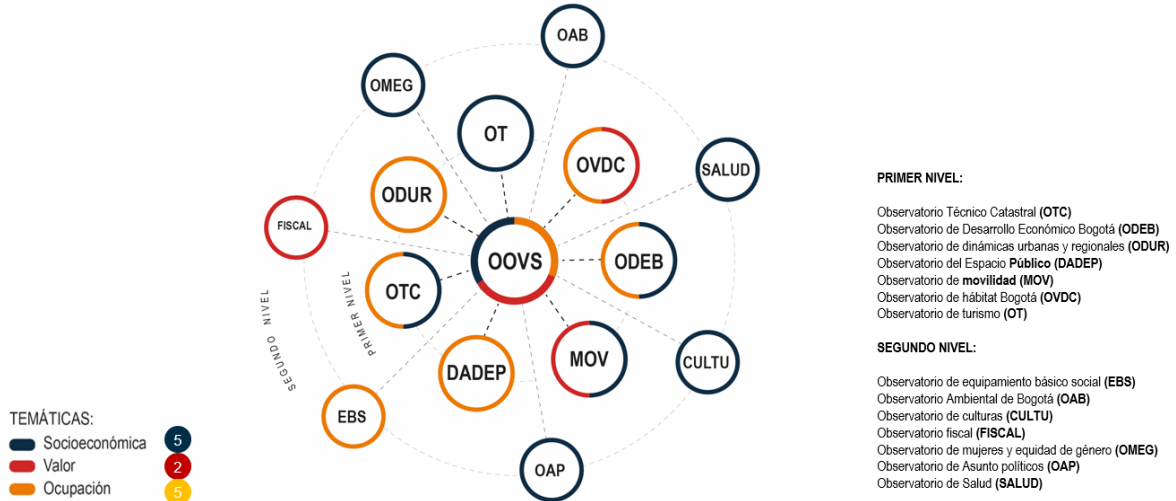 OAB
OMEG
OT
OVDC
SALUD
ODUR
FISCAL
OOVS
ODEB
OTC
PRIMER NIVEL
SEGUNDO NIVEL
MOV
CULTU
DADEP
EBS
OAP
TEMÁTICAS:
Socioeconómica 5
Valor 2
Ocupación 5
PRIMER NIVEL:
Observatorio Técnico Catastral (OTC)
Observatorio de Desarrollo Económico Bogotá (ODEB)
Observatorio de dinámicas urbanas y regionales (ODUR)
Observatorio del Espacio Público (DADEP)
Observatorio de movilidad (MOV)
Observatorio de hábitat Bogotá (OVDC)
Observatorio de turismo (OT)
SEGUNDO NIVEL:
Observatorio de equipamiento básico social (EBS)
Observatorio Ambiental de Bogotá (OAB)
Observatorio de culturas (CULTU)
Observatorio fiscal (FISCAL)
Observatorio de mujeres y equidad de género (OMEG)
Observatorio de Asunto políticos (OAP)
Observatorio de Salud (SALUD)